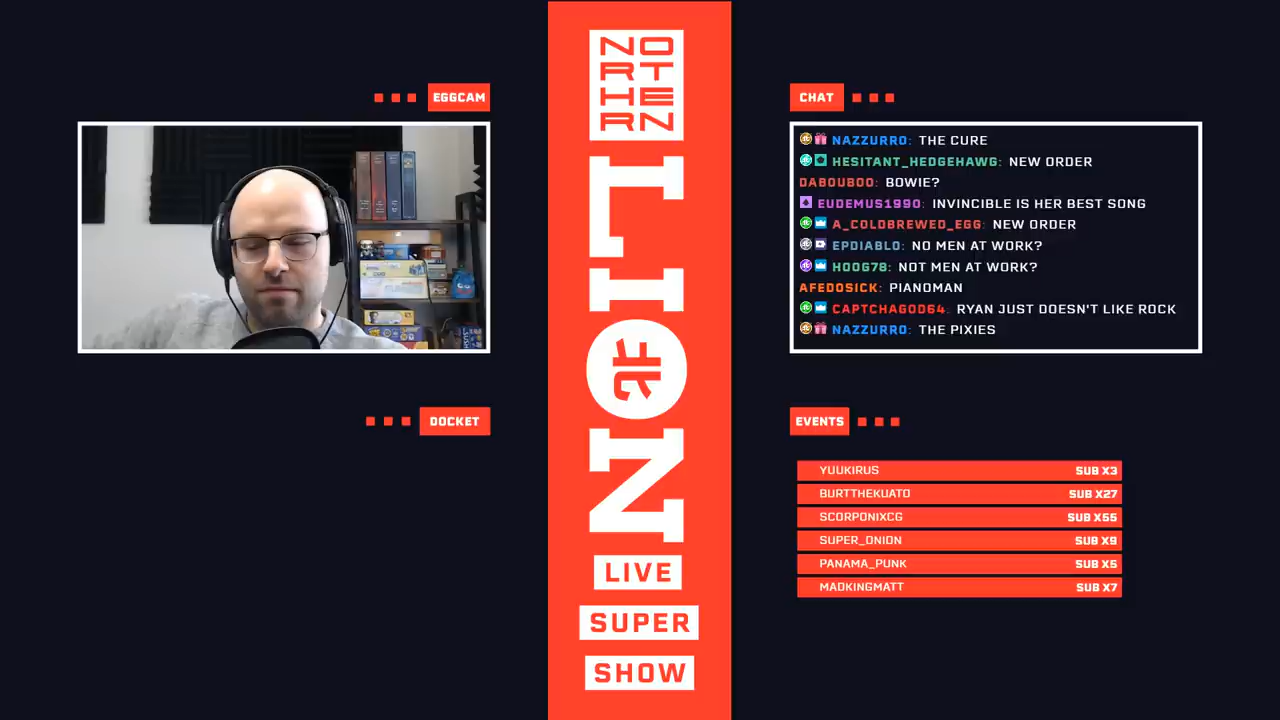 EGGCAM
DOCKET
NO
RT
HE
RN
LION
LIVE
SUPER
SHOW
CHAT
NAZZURRO: THE CURE
HESITANT_HEDGEHAWG: NEW ORDER
DABOUBOO: BOWIE?
EUDEMUS1990: INVINCIBLE IS HER BEST SONG
A_COLDBREWED_EGG: NEW ORDER
EPDIABLO: NO MEN AT WORK?
HOOG78: NOT MEN AT WORK?
AFEDOSICK: PIANOMAN
CAPTCHAGOD64: RYAN JUST DOESN'T LIKE ROCK
NAZZURRO: THE PIXIES
EVENTS
YUUKIRUS SUB X3
BURTTHEKUATO SUB X27
SCORPONIXCG SUB X55
SUPER_ONION SUB X9
PANAMA_PUNK SUB X5
MADKINGMATT SUB X7